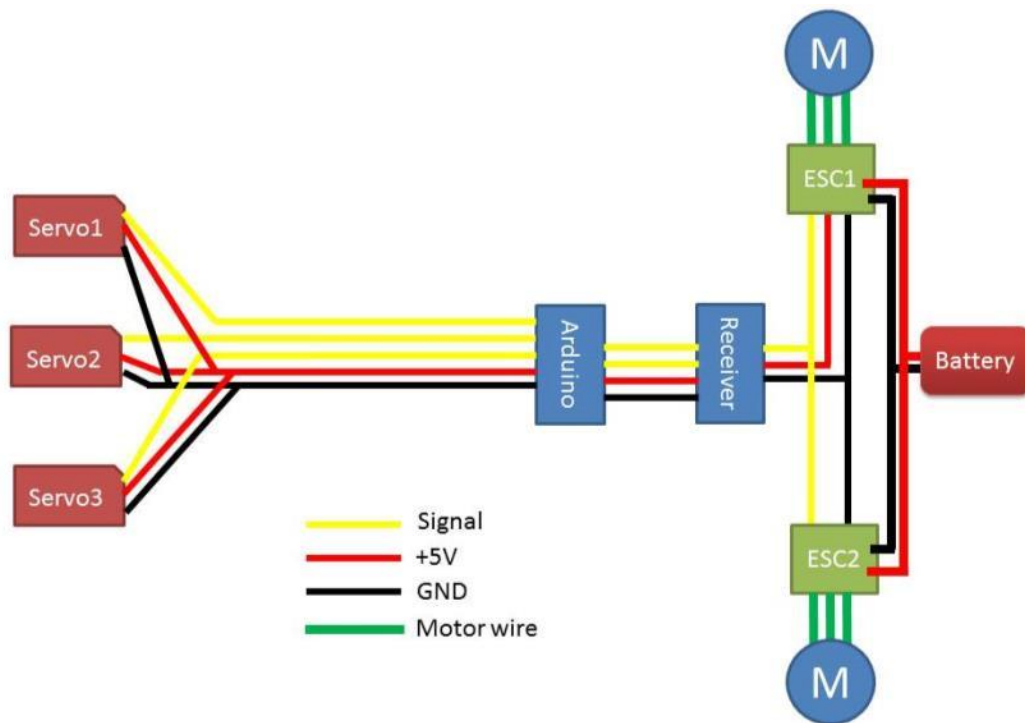 M
ESC1
Servo1
Servo2
Arduino
Receiver
Battery
Servo3
Signal
+5V
GND
Motor wire
ESC2
M